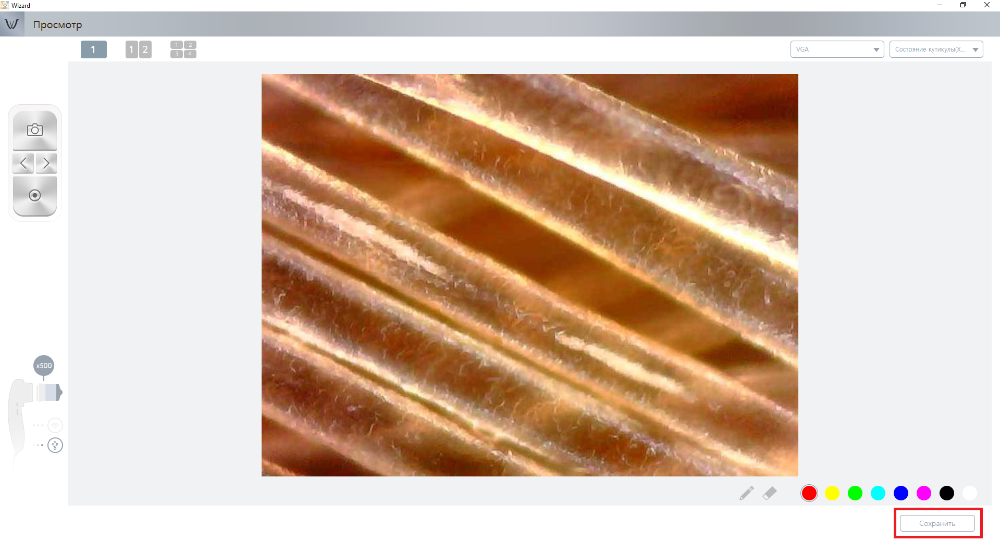 Wizard
W Просмотр
1
1 2
1 2
3 4
VGA
Состояние кутикулы(X...
x500
Сохранить